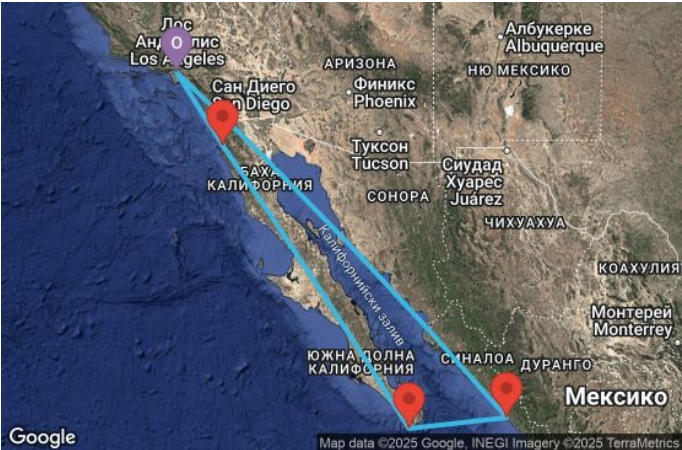 Лос
Анджелис
Los Angeles
О
Сан Диего
San Diego
АРИЗОНА
Финикс
Phoenix
Албукерке
Albuquerque
НЮ МЕКСИКО
Туксон
Tucson
Сиудад
Хуарес
Juárez
БАХА
КАЛИФОРНИЯ
СОНОРА
ЧИХУАХУА
Калифорнийски залив
КОАХУИЛА
Монтерей
Monterrey
ЮЖНА ДОЛНА
КАЛИФОРНИЯ
СИНАЛОА
ДУРАНГО
Мексико
Google
Map data ©2025 Google, INEGI Imagery ©2025 TerraMetrics